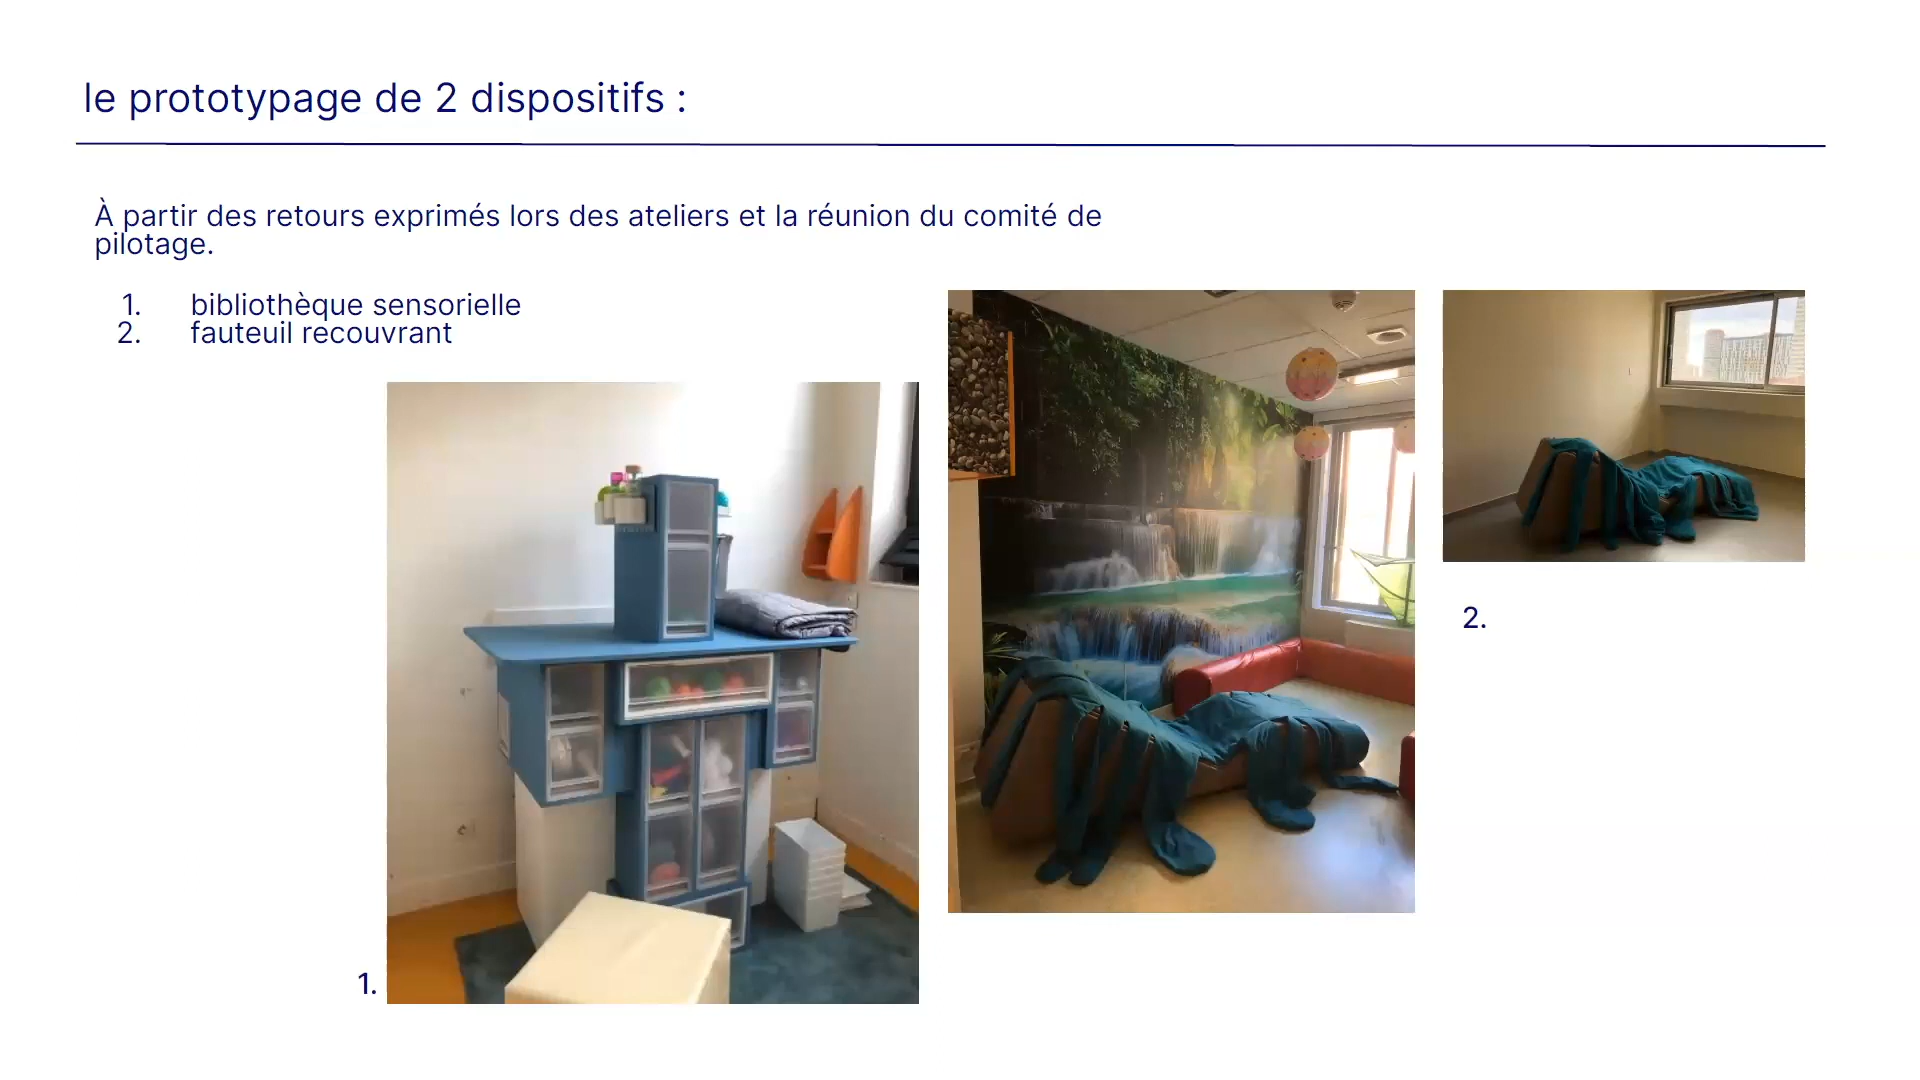 le prototypage de 2 dispositifs :
À partir des retours exprimés lors des ateliers et la réunion du comité de
pilotage.
1. bibliothèque sensorielle
2. fauteuil recouvrant
2.
1.